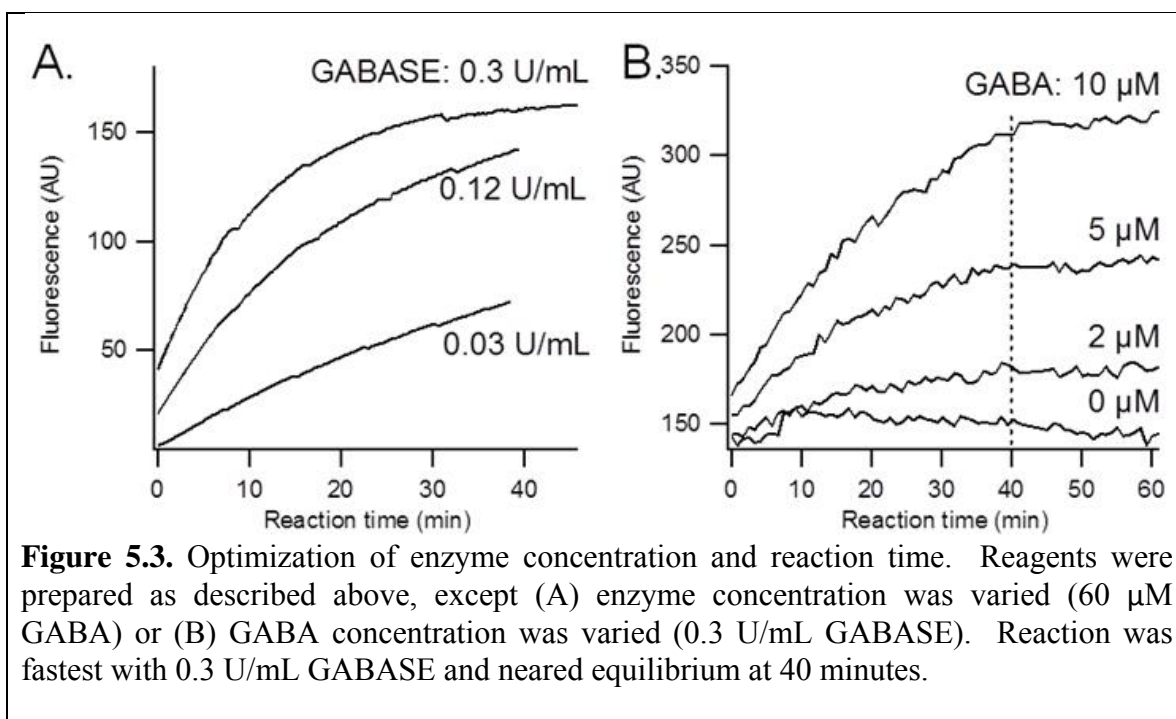 A.
GABASE: 0.3 U/mL
0.12 U/mL
0.03 U/mL
150
100
50
Fluorescence (AU)
0 10 20 30 40
Reaction time (min)
B.
GABA: 10 µM
5 µM
2 µM
0 µM
350
300
250
200
150
Fluorescence (AU)
0 10 20 30 40 50 60
Reaction time (min)
Figure 5.3. Optimization of enzyme concentration and reaction time. Reagents were
prepared as described above, except (A) enzyme concentration was varied (60 µM
GABA) or (B) GABA concentration was varied (0.3 U/mL GABASE). Reaction was
fastest with 0.3 U/mL GABASE and neared equilibrium at 40 minutes.